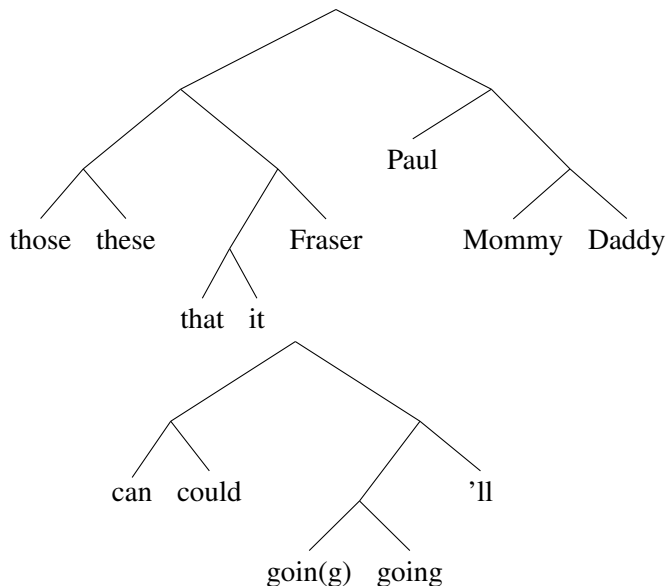 Paul
those these Fraser Mommy Daddy
that it
can could ’ll
goin(g) going